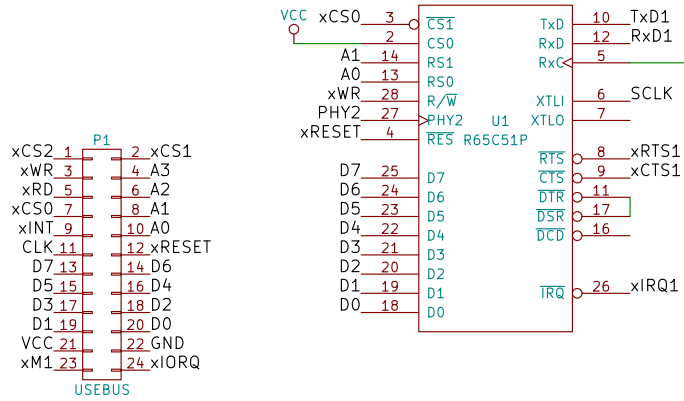 VCC
xCS0 3 CS1 TxD 10 TxD1
2 CS0 RxD 12 RxD1
A1 14 RS1 RxC 5
A0 13 RS0
xWR 28 R/W XTLI 6 SCLK
PHY2 27 PHY2 U1 XTLO 7
xRESET 4 RES R65C51P
RTS 8 xRTS1
D7 25 D7 CTS 9 xCTS1
D6 24 D6 DTR 11
D5 23 D5 DSR 17
D4 22 D4 DCD 16
D3 21 D3
D2 20 D2
D1 19 D1 IRQ 26 xIRQ1
D0 18 D0
P1
xCS2 1 2 xCS1
xWR 3 4 A3
xRD 5 6 A2
xCS0 7 8 A1
xINT 9 10 A0
CLK 11 12 xRESET
D7 13 14 D6
D5 15 16 D4
D3 17 18 D2
D1 19 20 D0
VCC 21 22 GND
xM1 23 24 xIORQ
USEBUS